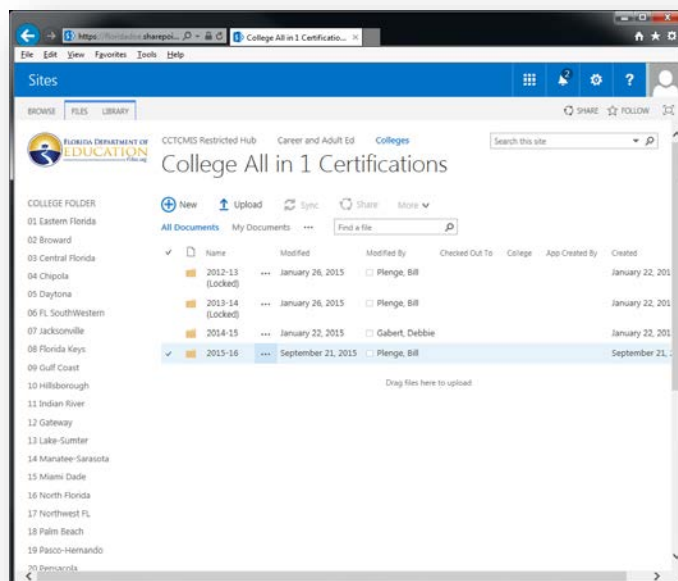 https://floridadoe.sharepoi...
College All in 1 Certificatio...
File Edit View Favorites Tools Help
Sites
2
?
BROWSE FILES LIBRARY
SHARE FOLLOW
FLORIDA DEPARTMENT OF
EDUCATION
fldoe.org
CCTCMIS Restricted Hub Career and Adult Ed Colleges
Search this site
College All in 1 Certifications
New Upload Sync Share More
All Documents My Documents ... Find a file
Name Modified Modified By Checked Out To College App Created By Created
2012-13 ... January 26, 2015 Plenge, Bill January 22, 201
(Locked)
2013-14 ... January 26, 2015 Plenge, Bill January 22, 201
(Locked)
2014-15 ... January 22, 2015 Gabert, Debbie January 22, 201
2015-16 ... September 21, 2015 Plenge, Bill September 21, 
Drag files here to upload
COLLEGE FOLDER
01 Eastern Florida
02 Broward
03 Central Florida
04 Chipola
05 Daytona
06 FL SouthWestern
07 Jacksonville
08 Florida Keys
09 Gulf Coast
10 Hillsborough
11 Indian River
12 Gateway
13 Lake-Sumter
14 Manatee-Sarasota
15 Miami Dade
16 North Florida
17 Northwest FL
18 Palm Beach
19 Pasco-Hernando
20 Pensacola